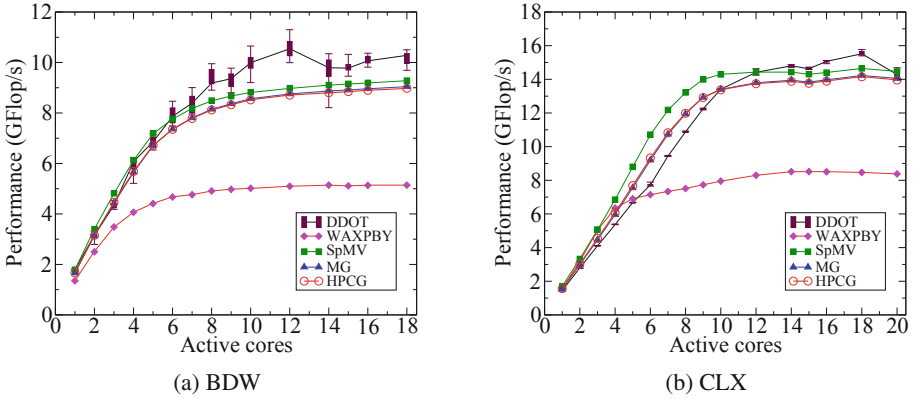 12
10
8
6
4
2
0
Performance (GFlop/s)
0 2 4 6 8 10 12 14 16 18
Active cores
DDOT
WAXPBY
SpMV
MG
HPCG
(a) BDW
18
16
14
12
10
8
6
4
2
0
Performance (GFlop/s)
0 2 4 6 8 10 12 14 16 18 20
Active cores
DDOT
WAXPBY
SpMV
MG
HPCG
(b) CLX